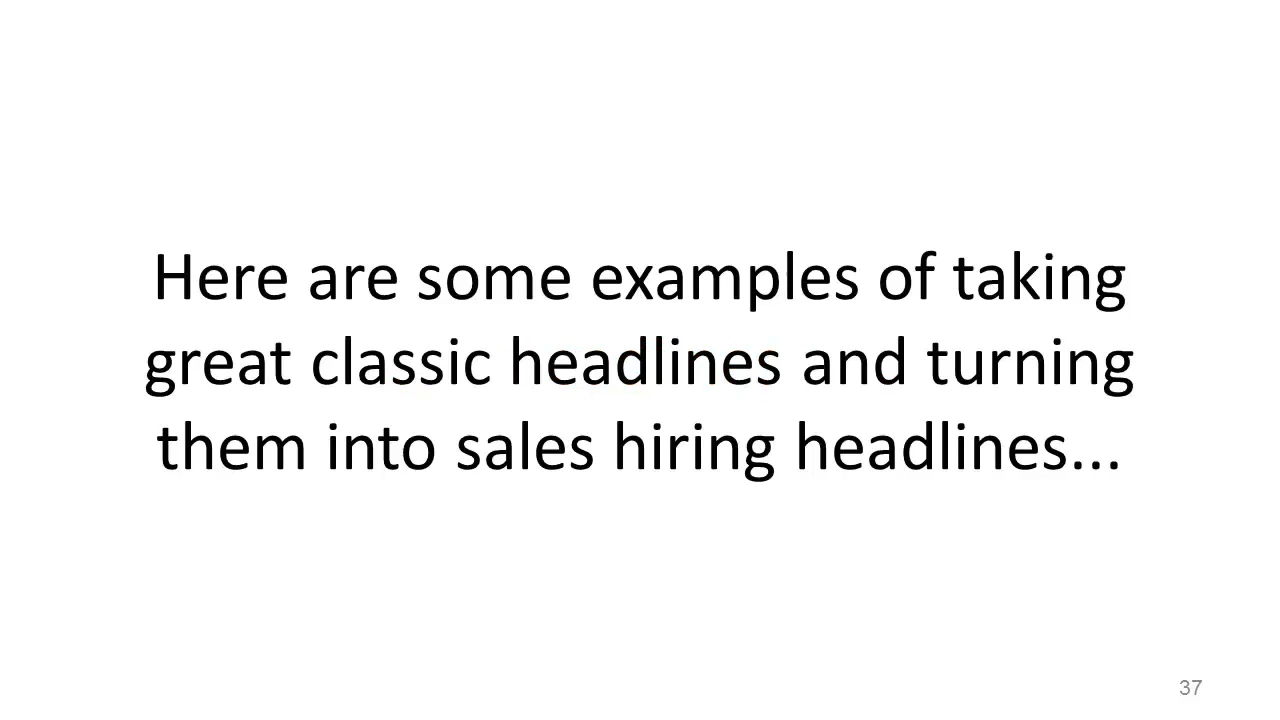 Here are some examples of taking
great classic headlines and turning
them into sales hiring headlines...
37